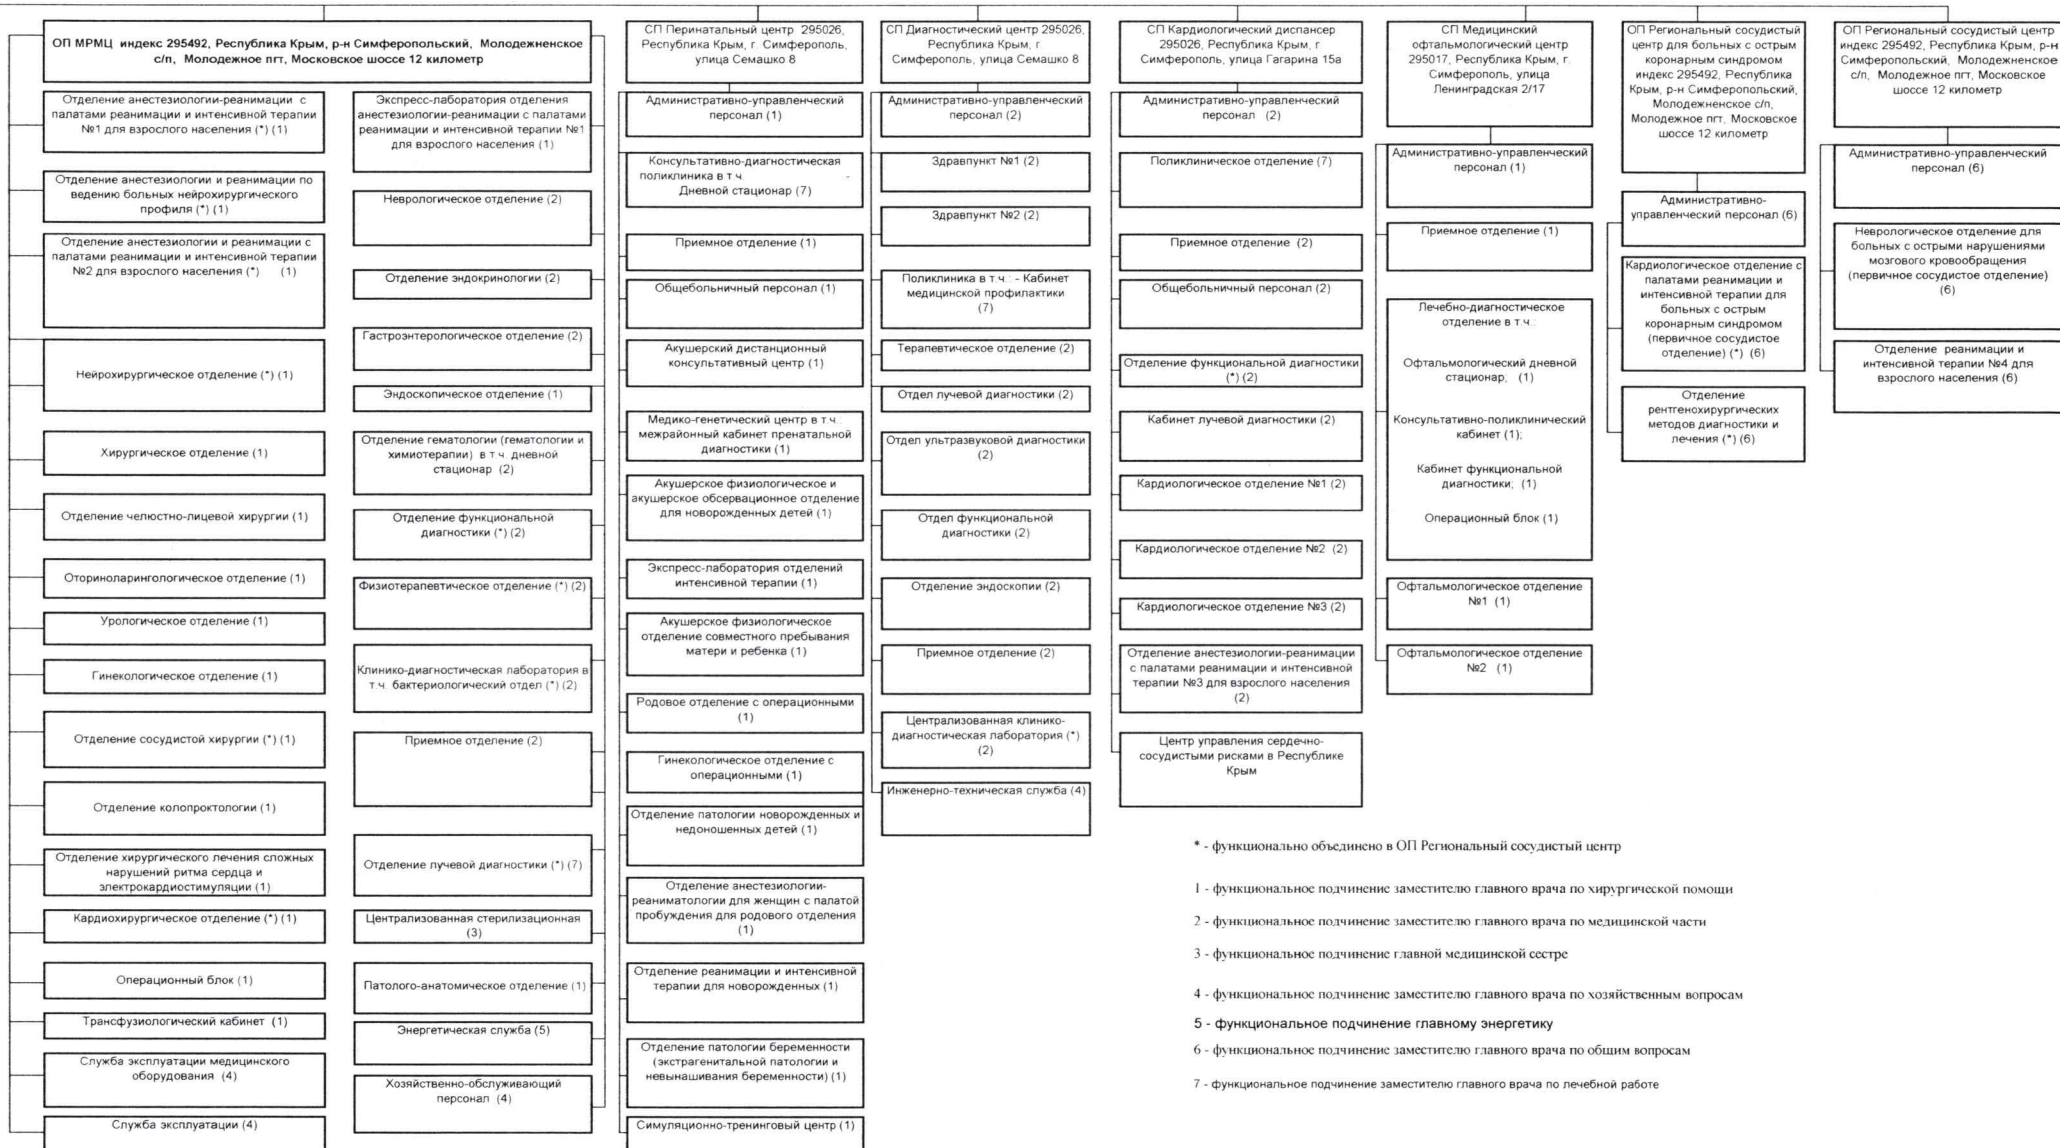 ОП МРМЦ индекс 295492, Республика Крым, р-н Симферопольский, Молодежненское
с/п, Молодежное пгт, Московское шоссе 12 километр
Отделение анестезиологии-реанимации с
палатами реанимации и интенсивной терапии
№1 для взрослого населения (*) (1)
Отделение анестезиологии и реанимации по
ведению больных нейрохирургического
профиля (*) (1)
Отделение анестезиологии и реанимации с
палатами реанимации и интенсивной терапии
№2 для взрослого населения (*) (1)
Нейрохирургическое отделение (*) (1)
Хирургическое отделение (1)
Отделение челюстно-лицевой хирургии (1)
Оториноларингологическое отделение (1)
Урологическое отделение (1)
Гинекологическое отделение (1)
Отделение сосудистой хирургии (*) (1)
Отделение колопроктологии (1)
Отделение хирургического лечения сложных
нарушений ритма сердца и
электрокардиостимуляции (1)
Кардиохирургическое отделение (*) (1)
Операционный блок (1)
Трансфузиологический кабинет (1)
Служба эксплуатации медицинского
оборудования (4)
Служба эксплуатации (4)
Экспресс-лаборатория отделения
анестезиологии-реанимации с палатами
реанимации и интенсивной терапии №1
для взрослого населения (1)
Неврологическое отделение (2)
Отделение эндокринологии (2)
Гастроэнтерологическое отделение (2)
Эндоскопическое отделение (1)
Отделение гематологии (гематологии и
химиотерапии) в т.ч. дневной
стационар (2)
Отделение функциональной
диагностики (*) (2)
Физиотерапевтическое отделение (*) (2)
Клинико-диагностическая лаборатория в
т.ч. бактериологический отдел (*) (2)
Приемное отделение (2)
Отделение лучевой диагностики (*) (7)
Централизованная стерилизационная
(3)
Патолого-анатомическое отделение (1)
Энергетическая служба (5)
Хозяйственно-обслуживающий
персонал (4)
СП Перинатальный центр 295026,
Республика Крым, г. Симферополь,
улица Семашко 8
Административно-управленческий
персонал (1)
Консультативно-диагностическая
поликлиника в т.ч. -
Дневной стационар (7)
Приемное отделение (1)
Общебольничный персонал (1)
Акушерский дистанционный
консультативный центр (1)
Медико-генетический центр в т.ч.:
межрайонный кабинет пренатальной
диагностики (1)
Акушерское физиологическое и
акушерское обсервационное отделение
для новорожденных детей (1)
Экспресс-лаборатория отделений
интенсивной терапии (1)
Акушерское физиологическое
отделение совместного пребывания
матери и ребенка (1)
Родовое отделение с операционными
(1)
Гинекологическое отделение с
операционными (1)
Отделение патологии новорожденных и
недоношенных детей (1)
Отделение анестезиологии-
реаниматологии для женщин с палатой
пробуждения для родового отделения
(1)
Отделение реанимации и интенсивной
терапии для новорожденных (1)
Отделение патологии беременности
(экстрагенитальной патологии и
невынашивания беременности) (1)
Симуляционно-тренинговый центр (1)
СП Диагностический центр 295026,
Республика Крым, г.
Симферополь, улица Семашко 8
Административно-управленческий
персонал (2)
Здравпункт №1 (2)
Здравпункт №2 (2)
Поликлиника в т.ч.: - Кабинет
медицинской профилактики
(7)
Терапевтическое отделение (2)
Отдел лучевой диагностики (2)
Отдел ультразвуковой диагностики
(2)
Отдел функциональной
диагностики (2)
Отделение эндоскопии (2)
Приемное отделение (2)
Централизованная клинико-
диагностическая лаборатория (*)
(2)
Инженерно-техническая служба (4)
СП Кардиологический диспансер
295026, Республика Крым, г.
Симферополь, улица Гагарина 15а
Административно-управленческий
персонал (2)
Поликлиническое отделение (7)
Приемное отделение (2)
Общебольничный персонал (2)
Отделение функциональной диагностики
(*) (2)
Кабинет лучевой диагностики (2)
Кардиологическое отделение №1 (2)
Кардиологическое отделение №2 (2)
Кардиологическое отделение №3 (2)
Отделение анестезиологии-реанимации
с палатами реанимации и интенсивной
терапии №3 для взрослого населения
(2)
Центр управления сердечно-
сосудистыми рисками в Республике
Крым
СП Медицинский
офтальмологический центр
295017, Республика Крым, г.
Симферополь, улица
Ленинградская 2/17
Административно-управленческий
персонал (1)
Приемное отделение (1)
Лечебно-диагностическое
отделение в т.ч.:
Офтальмологический дневной
стационар; (1)
Консультативно-поликлинический
кабинет (1);
Кабинет функциональной
диагностики; (1)
Операционный блок (1)
Офтальмологическое отделение
№1 (1)
Офтальмологическое отделение
№2 (1)
ОП Региональный сосудистый
центр для больных с острым
коронарным синдромом
индекс 295492, Республика
Крым, р-н Симферопольский,
Молодежненское с/п,
Молодежное пгт, Московское
шоссе 12 километр
Административно-
управленческий персонал (6)
Кардиологическое отделение с
палатами реанимации и
интенсивной терапии для
больных с острым
коронарным синдромом
(первичное сосудистое
отделение) (*) (6)
Отделение
рентгенохирургических
методов диагностики и
лечения (*) (6)
ОП Региональный сосудистый центр
индекс 295492, Республика Крым, р-н
Симферопольский, Молодежненское
с/п, Молодежное пгт, Московское
шоссе 12 километр
Административно-управленческий
персонал (6)
Неврологическое отделение для
больных с острыми нарушениями
мозгового кровообращения
(первичное сосудистое отделение)
(6)
Отделение реанимации и
интенсивной терапии №4 для
взрослого населения (6)
* - функционально объединено в ОП Региональный сосудистый центр
1 - функциональное подчинение заместителю главного врача по хирургической помощи
2 - функциональное подчинение заместителю главного врача по медицинской части
3 - функциональное подчинение главной медицинской сестре
4 - функциональное подчинение заместителю главного врача по хозяйственным вопросам
5 - функциональное подчинение главному энергетику
6 - функциональное подчинение заместителю главного врача по общим вопросам
7 - функциональное подчинение заместителю главного врача по лечебной работе